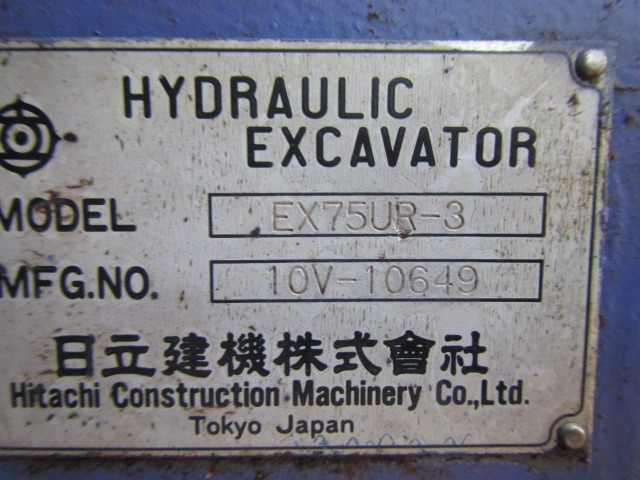 HYDRAULIC
EXCAVATOR
MODEL EX75UR-3
MFG.NO. 10V-10649
日立建機株式會社
Hitachi Construction Machinery Co.,Ltd.
Tokyo Japan